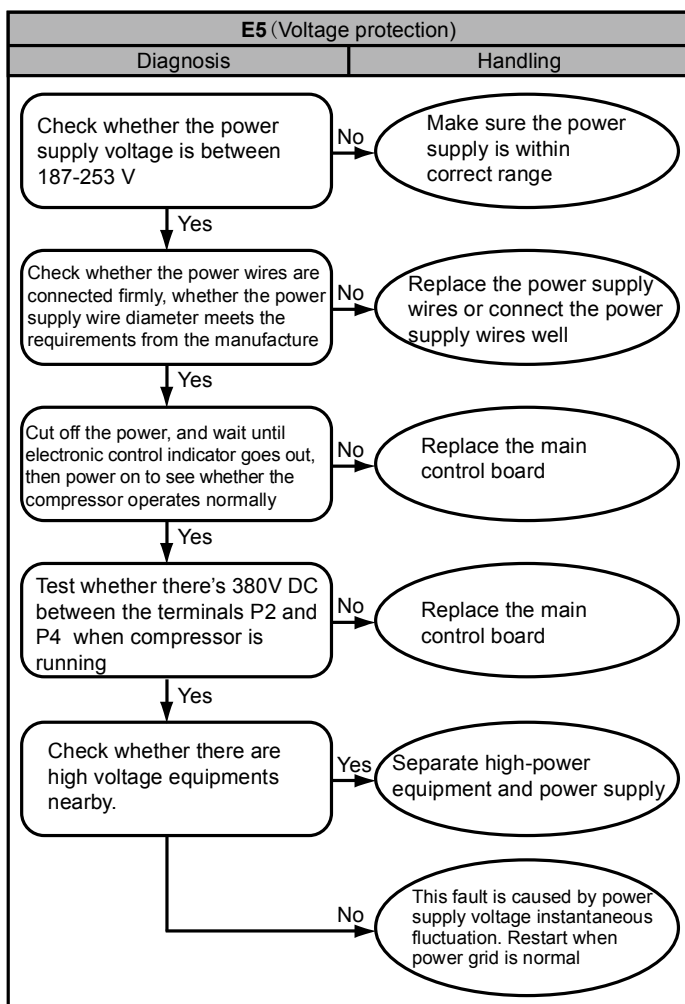 E5（Voltage protection)
Diagnosis
Handling
Check whether the power
supply voltage is between
187-253 V
No
Make sure the power
supply is within
correct range
Yes
Check whether the power wires are
connected firmly, whether the power
supply wire diameter meets the
requirements from the manufacture
No
Replace the power supply
wires or connect the power
supply wires well
Yes
Cut off the power, and wait until
electronic control indicator goes out,
then power on to see whether the
compressor operates normally
No
Replace the main
control board
Yes
Test whether there's 380V DC
between the terminals P2 and
P4 when compressor is
running
No
Replace the main
control board
Yes
Check whether there are
high voltage equipments
nearby.
Yes
Separate high-power
equipment and power supply
No
This fault is caused by power
supply voltage instantaneous
fluctuation. Restart when
power grid is normal